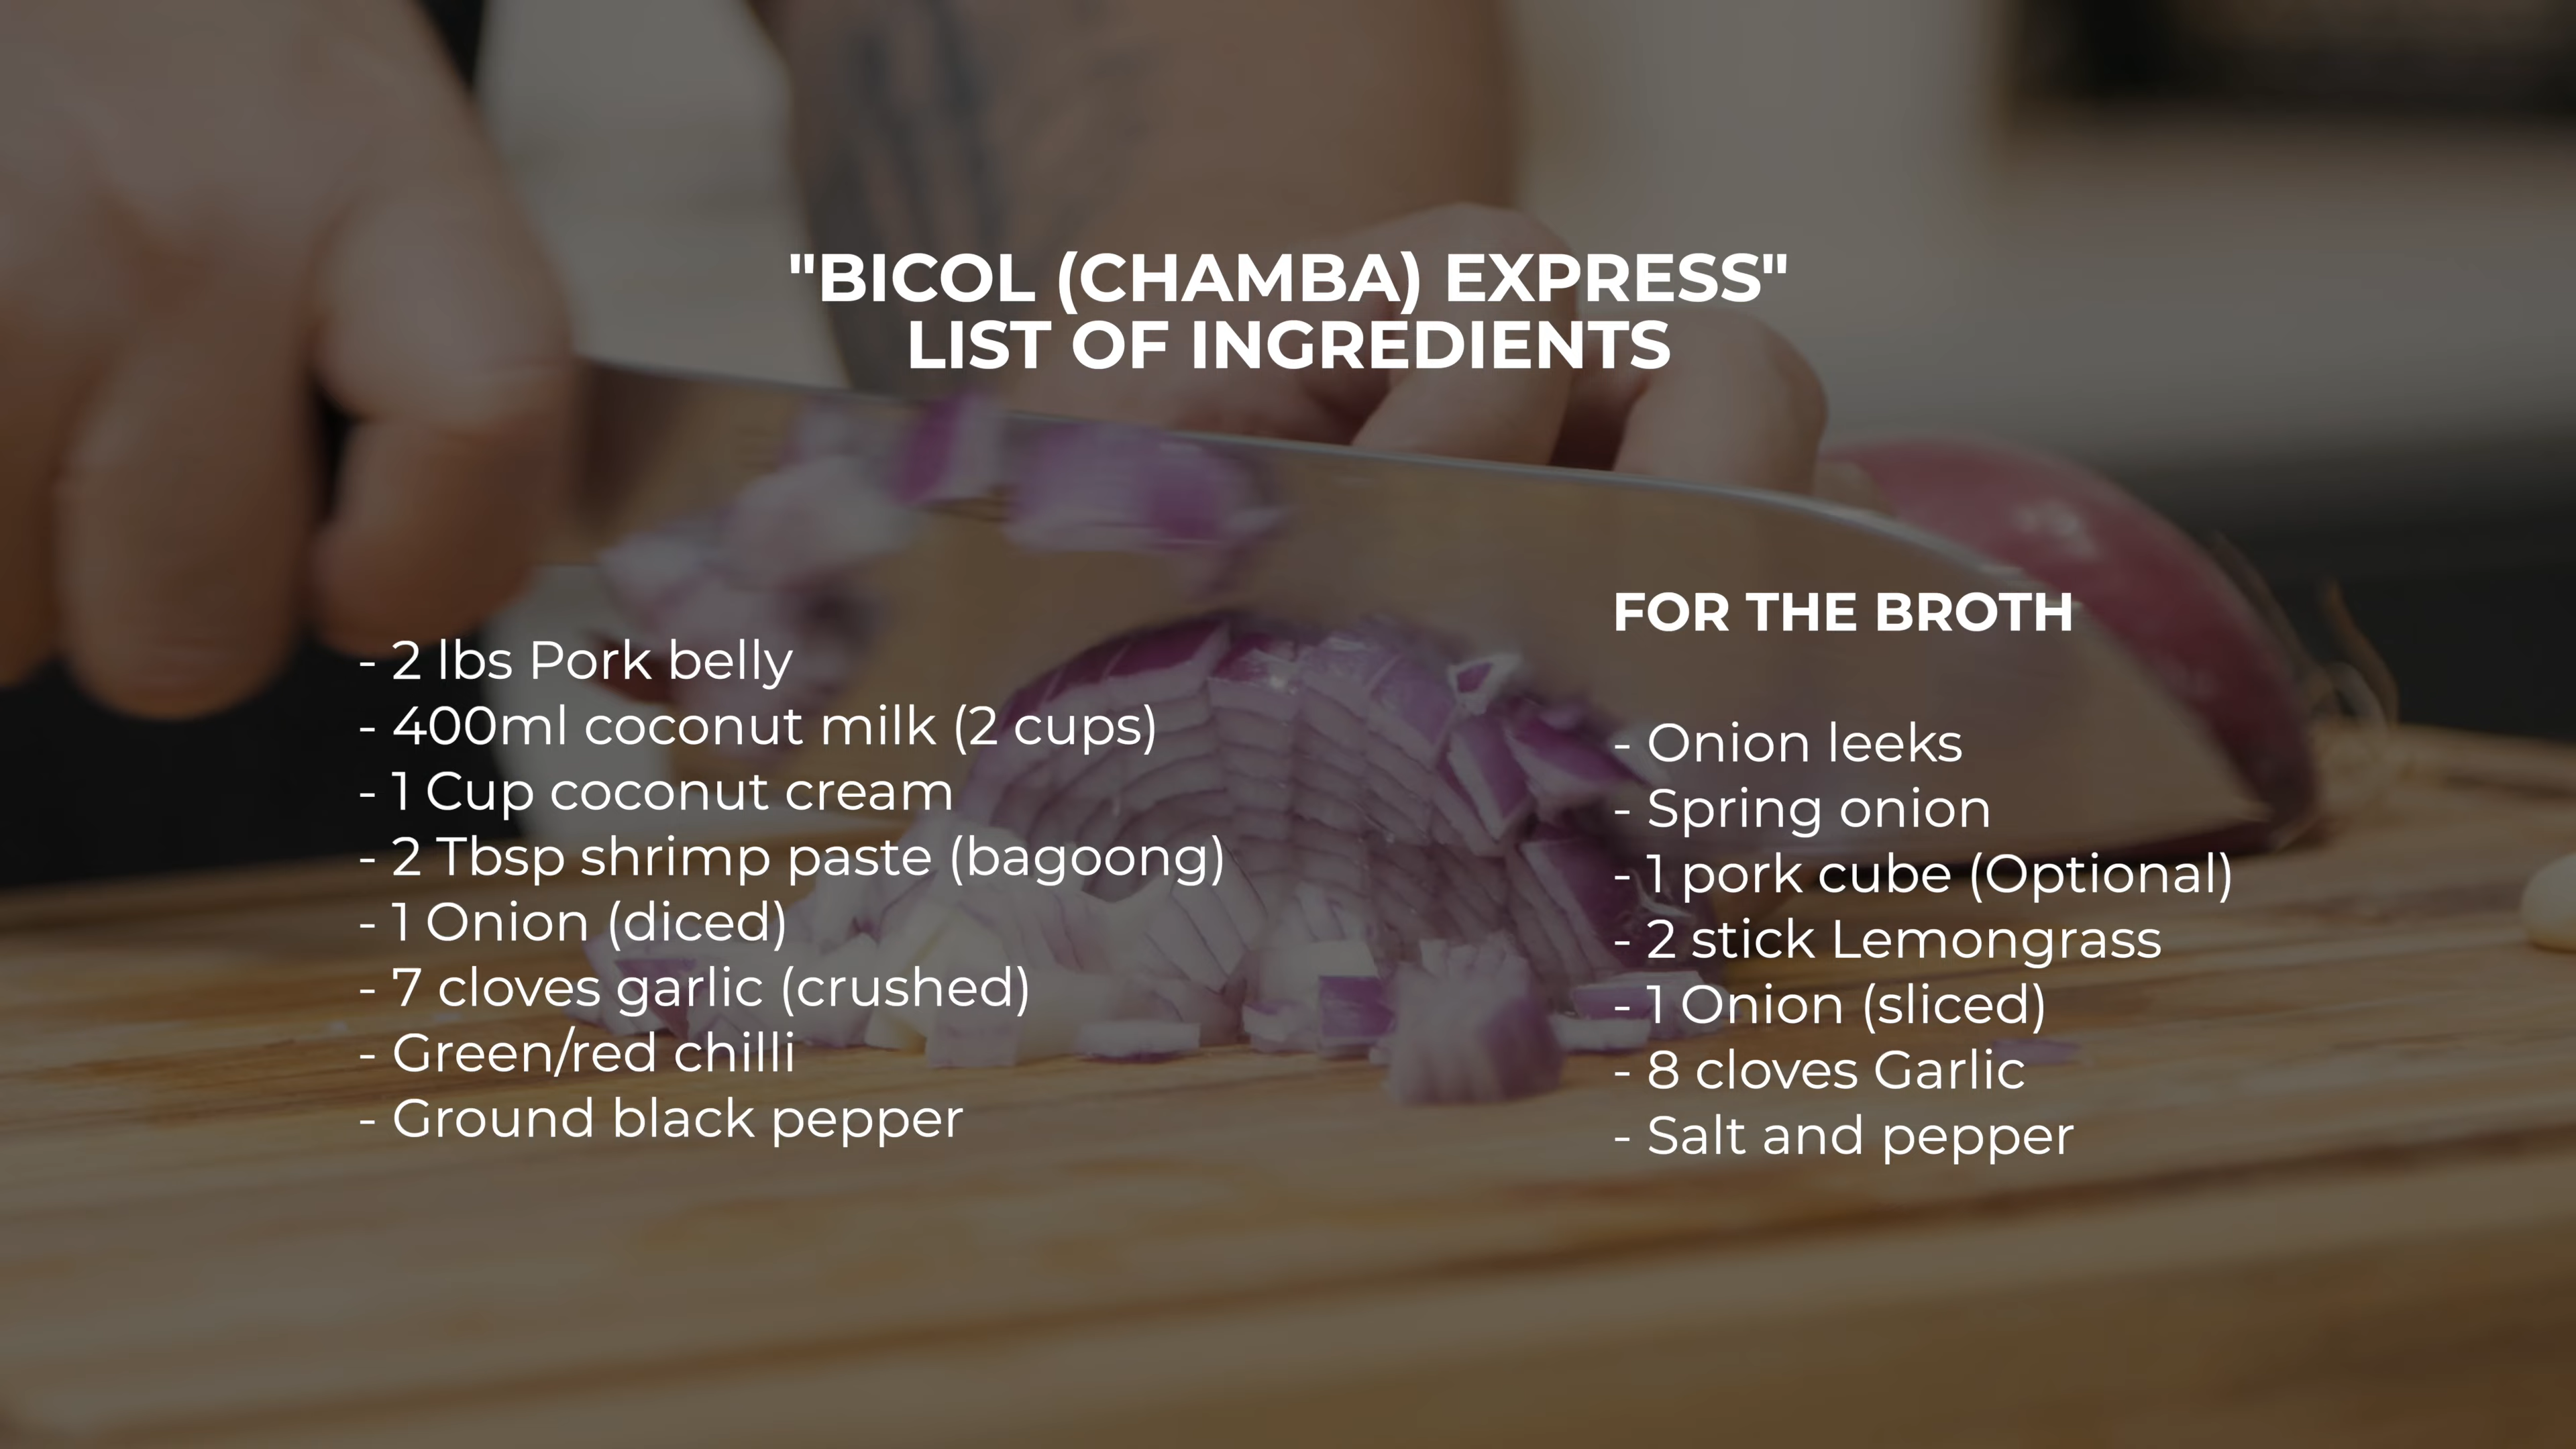 "BICOL (CHAMBA) EXPRESS"
LIST OF INGREDIENTS
- 2 lbs Pork belly
- 400ml coconut milk (2 cups)
- 1 Cup coconut cream
- 2 Tbsp shrimp paste (bagoong)
- 1 Onion (diced)
- 7 cloves garlic (crushed)
- Green/red chilli
- Ground black pepper
FOR THE BROTH
- Onion leeks
- Spring onion
- 1 pork cube (Optional)
- 2 stick Lemongrass
- 1 Onion (sliced)
- 8 cloves Garlic
- Salt and pepper